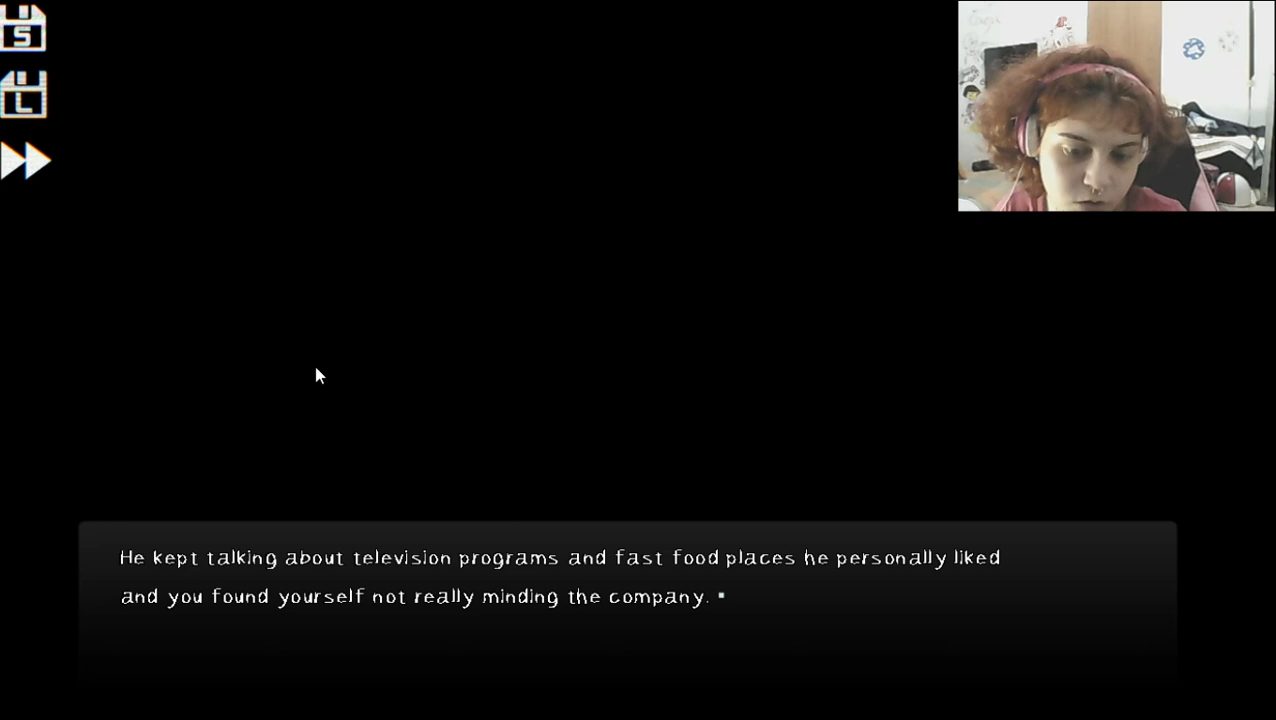 S
L
He kept talking about television programs and fast food places he personally liked
and you found yourself not really minding the company.